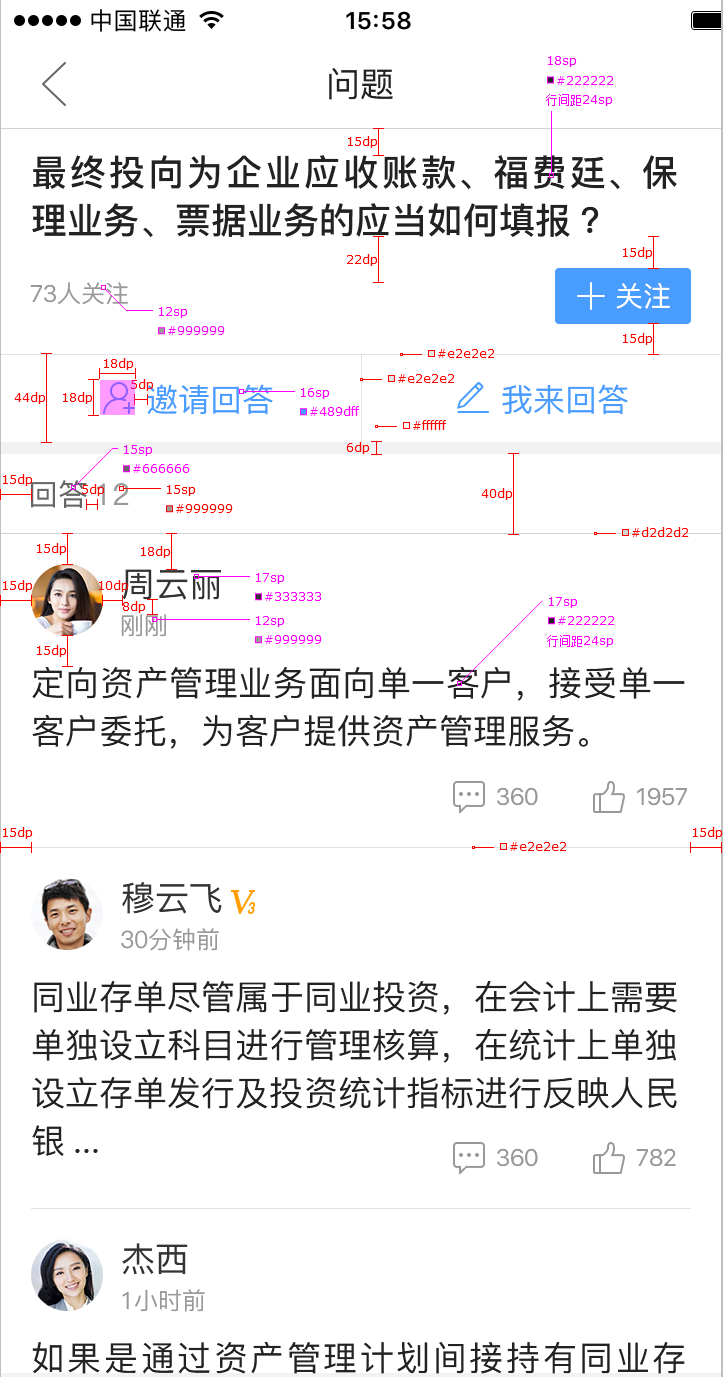 中国联通 15:58
18sp
#222222
行间距24sp
问题
15dp
最终投向为企业应收账款、福费廷、保
理业务、票据业务的应当如何填报？
22dp
15dp
73人关注
12sp
#999999
关注
15dp
#e2e2e2
18dp
44dp
18dp
5dp
邀请回答
16sp
#489dff
#e2e2e2
我来回答
#ffffff
6dp
15sp
#666666
15dp
回答
5dp
12
15sp
#999999
40dp
#d2d2d2
15dp
18dp
15dp
10dp
周云丽
17sp
#333333
8dp
刚刚
12sp
#999999
17sp
#222222
行间距24sp
15dp
定向资产管理业务面向单一客户，接受单一
客户委托，为客户提供资产管理服务。
360 1957
15dp
#e2e2e2
15dp
穆云飞 V3
30分钟前
同业存单尽管属于同业投资，在会计上需要
单独设立科目进行管理核算，在统计上单独
设立存单发行及投资统计指标进行反映人民
银 ...
360 782
杰西
1小时前
如果是通过资产管理计划间接持有同业存